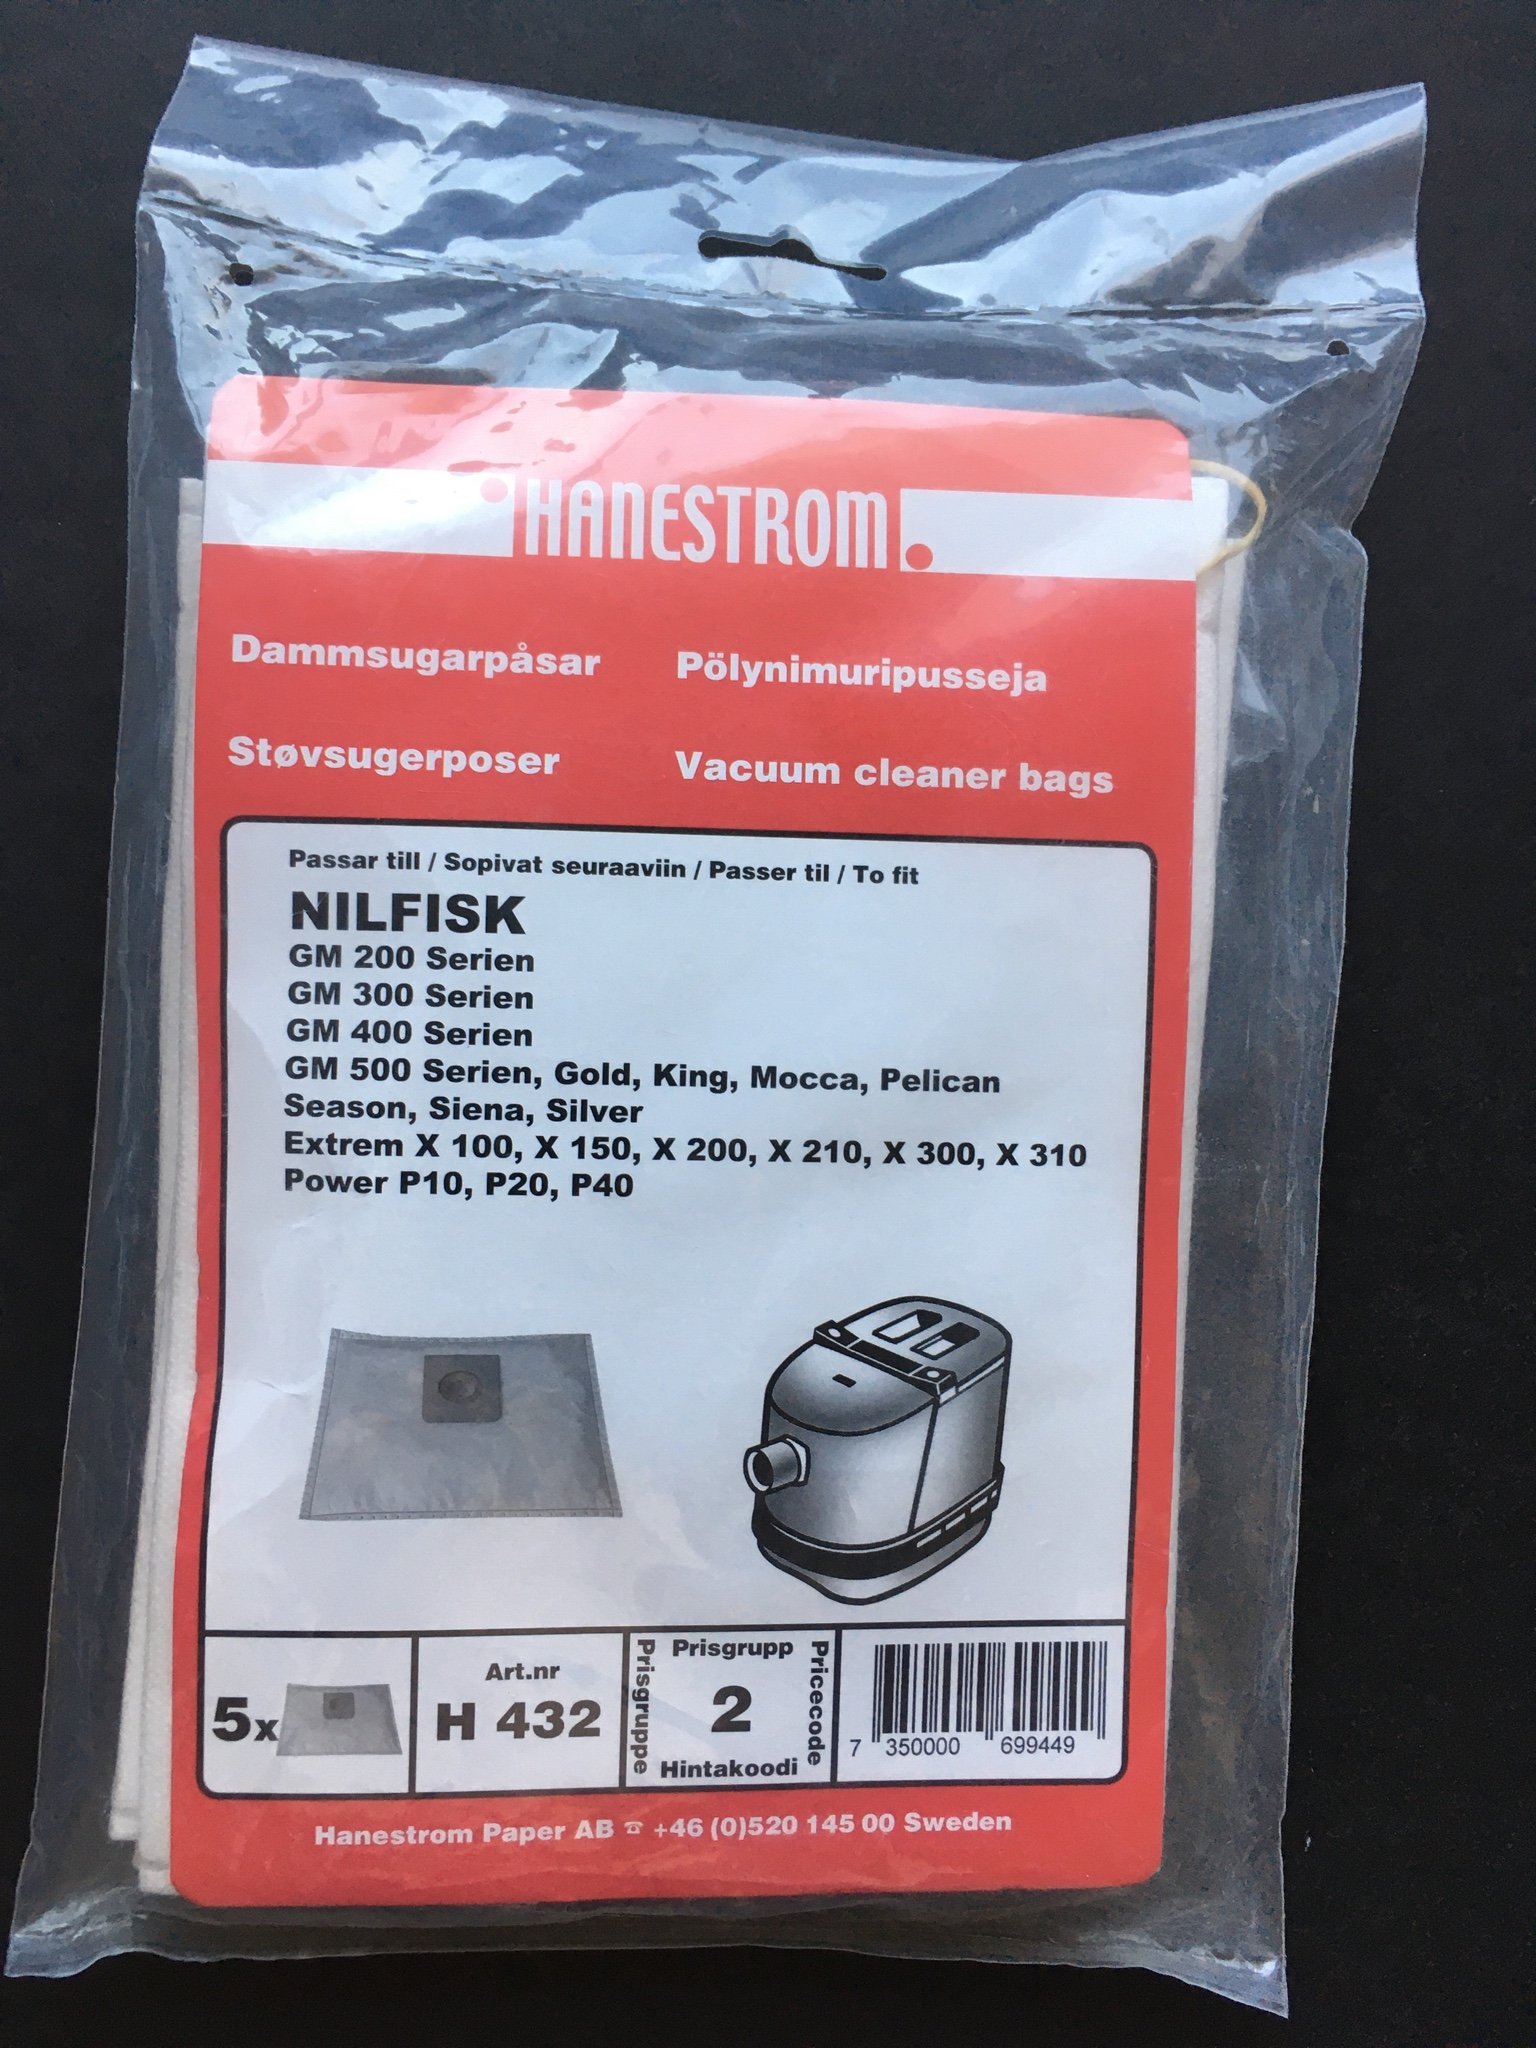 HANESTROM
Dammsugarpåsar Pölynimuripusseja
Støvsugerposer Vacuum cleaner bags
Passar till / Sopivat seuraaviin / Passer til / To fit
NILFISK
GM 200 Serien
GM 300 Serien
GM 400 Serien
GM 500 Serien, Gold, King, Mocca, Pelican
Season, Siena, Silver
Extrem X 100, X 150, X 200, X 210, X 300, X 310
Power P10, P20, P40
5x
Art.nr
H 432
Prisgruppe
Prisgrupp
2
Hintakoodi
Pricecode
7 350000 699449
Hanestrom Paper AB ☎ +46 (0)520 145 00 Sweden